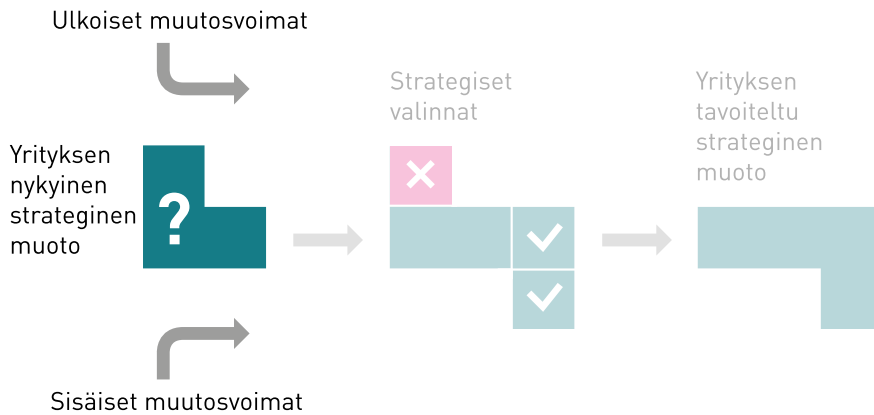 Ulkoiset muutosvoimat
Yrityksen
nykyinen
strateginen
muoto
?
Strategiset
valinnat
Yrityksen
tavoiteltu
strateginen
muoto
Sisäiset muutosvoimat